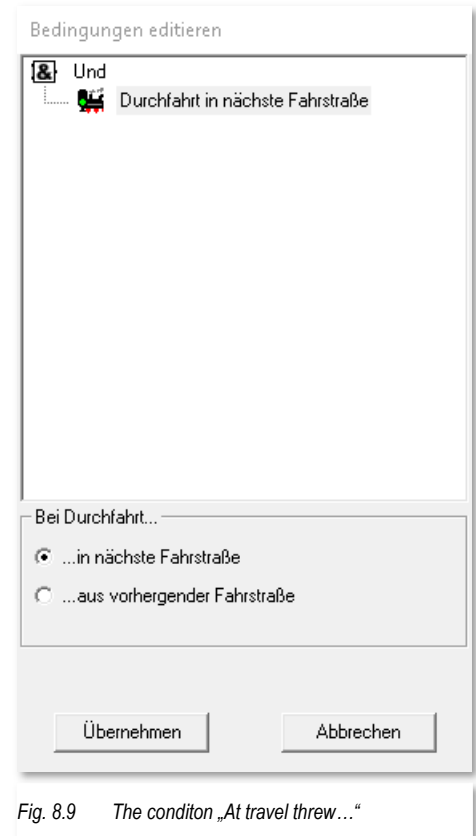 Bedingungen editieren
& Und
Durchfahrt in nächste Fahrstraße
Bei Durchfahrt...
...in nächste Fahrstraße
...aus vorhergender Fahrstraße
Übernehmen Abbrechen
Fig. 8.9 The conditon „At travel threw…“